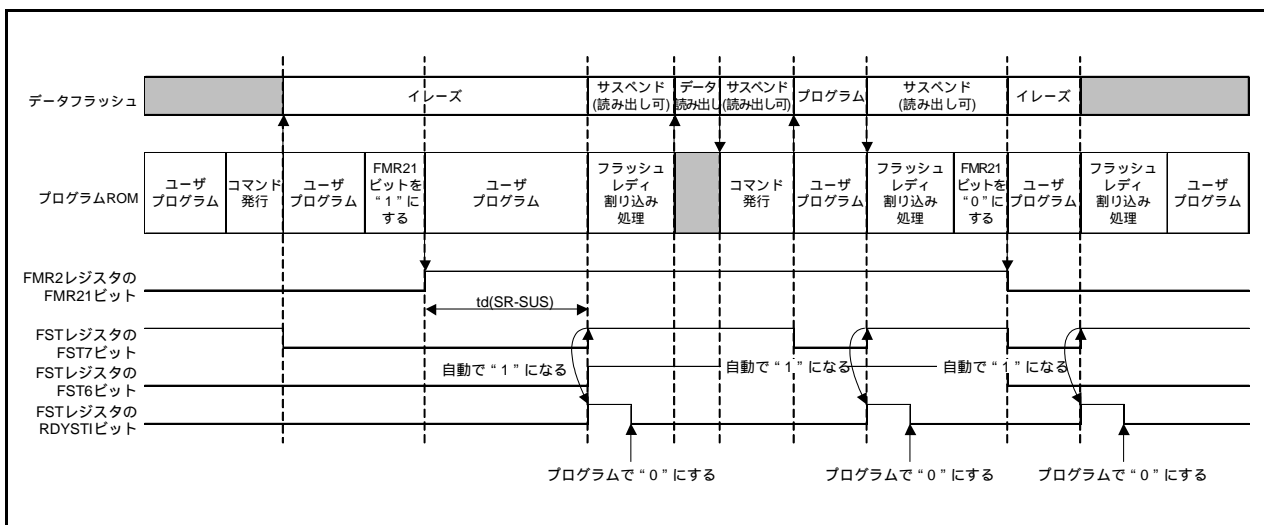 データフラッシュ
イレーズ
サスペンド
(読み出し可)
データ
読み出し
サスペンド
(読み出し可)
プログラム
サスペンド
(読み出し可)
イレーズ
プログラムROM
ユーザ
プログラム
コマンド
発行
ユーザ
プログラム
FMR21
ビットを
“1”に
する
ユーザ
プログラム
フラッシュ
レディ
割り込み
処理
コマンド
発行
ユーザ
プログラム
フラッシュ
レディ
割り込み
処理
FMR21
ビットを
“0”に
する
ユーザ
プログラム
フラッシュ
レディ
割り込み
処理
ユーザ
プログラム
FMR2レジスタの
FMR21ビット
td(SR-SUS)
FSTレジスタの
FST7ビット
自動で“1”になる
自動で“1”になる
自動で“1”になる
FSTレジスタの
FST6ビット
FSTレジスタの
RDYSTIビット
プログラムで“0”にする
プログラムで“0”にする
プログラムで“0”にする